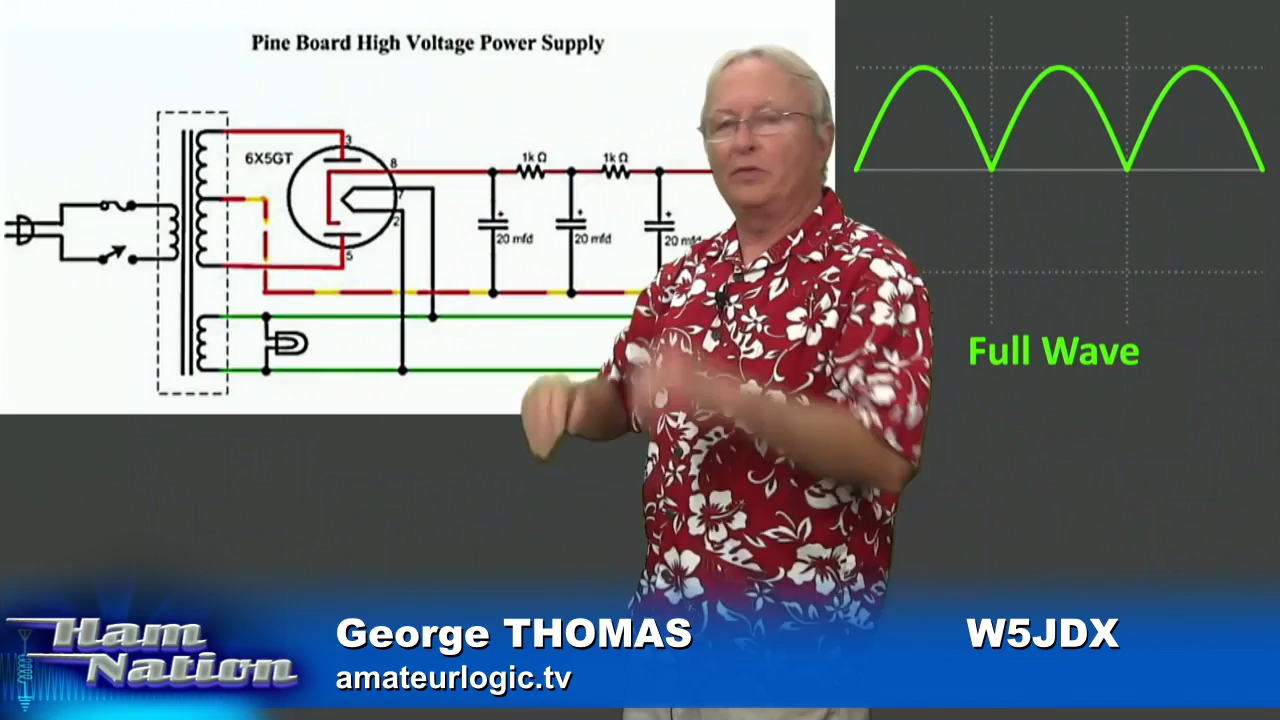 Pine Board High Voltage Power Supply
6X5GT
3
8
7
2
5
1k Ω
1k Ω
+
20 mfd
+
20 mfd
+
20 mfd
Full Wave
Ham
Nation
George THOMAS
W5JDX
amateurlogic.tv